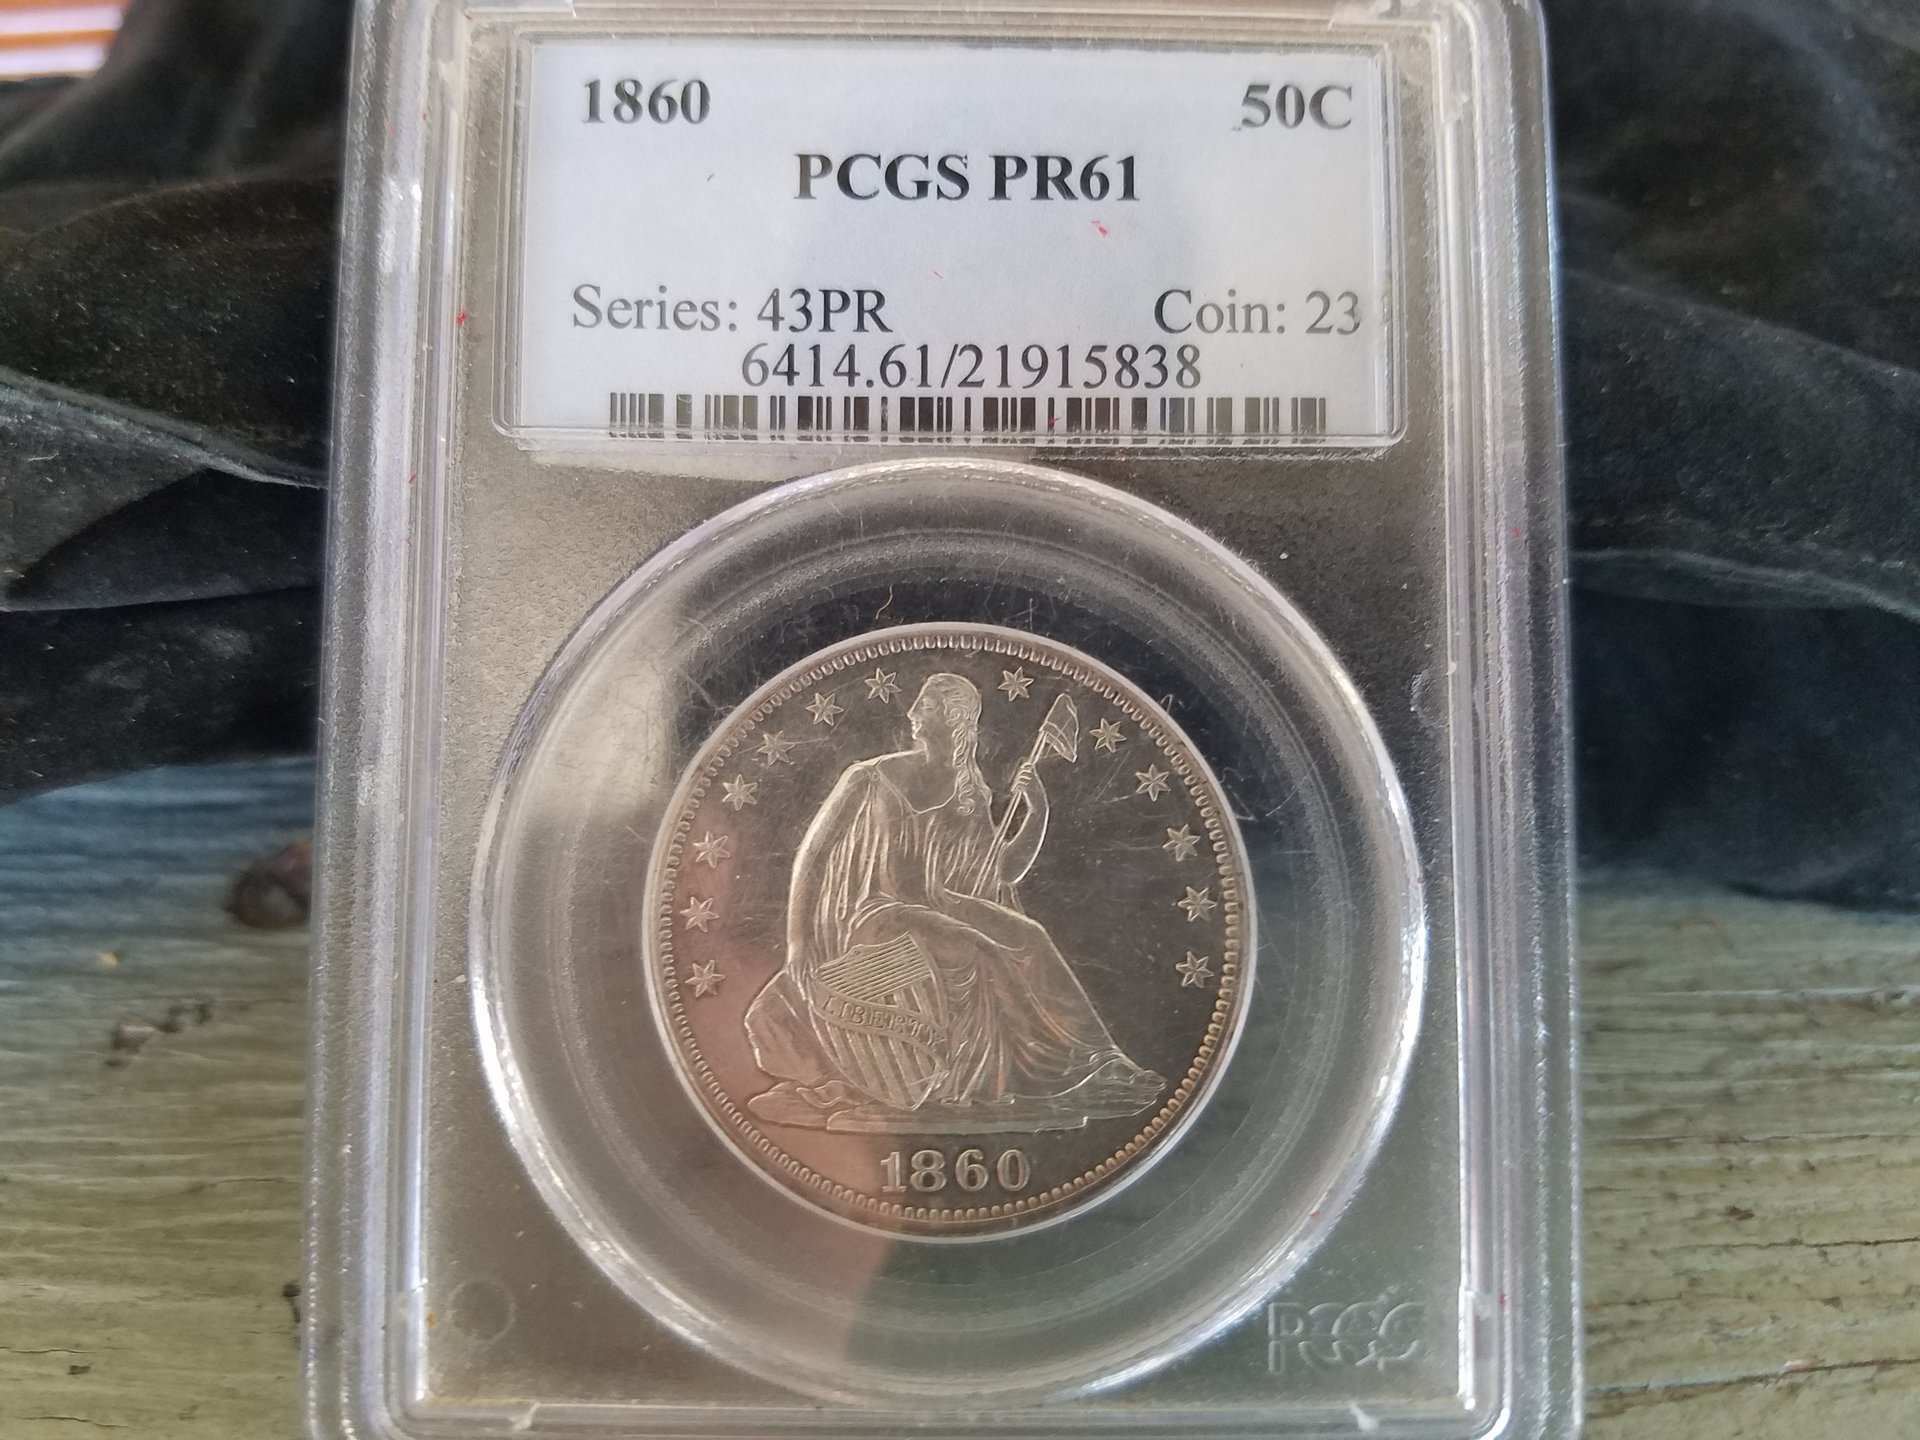 1860 50C
PCGS PR61
Series: 43PR Coin: 23
6414.61/21915838
LIBERTY
1860
PCGS